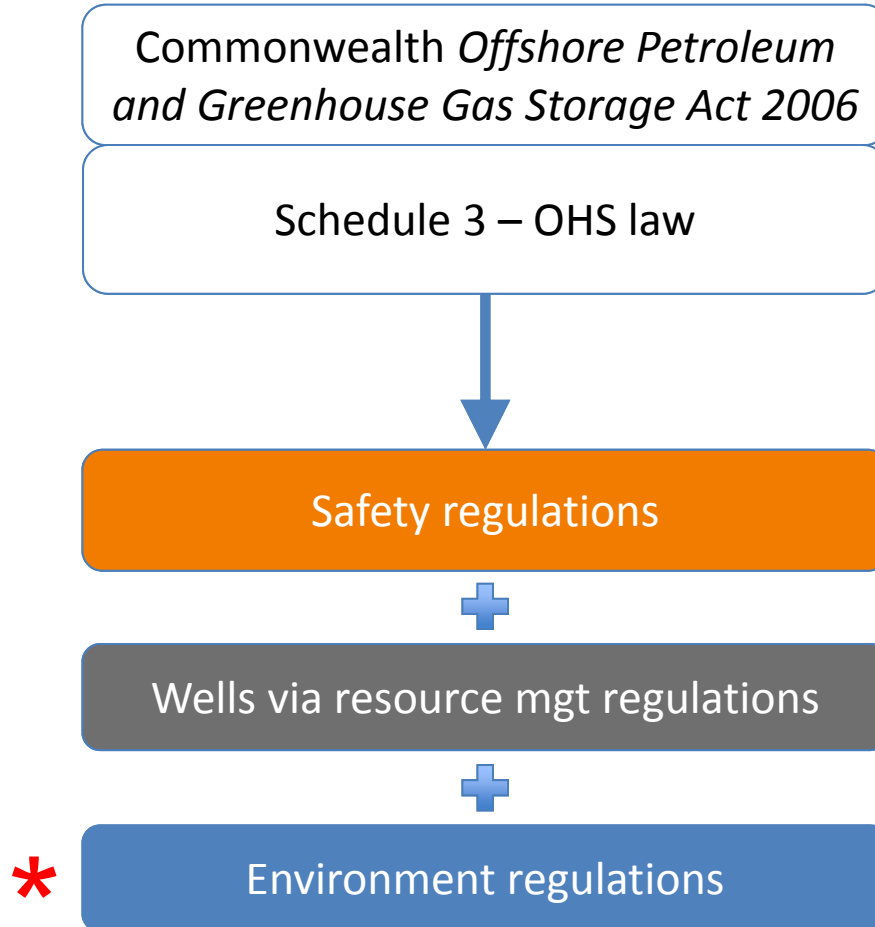 Commonwealth Offshore Petroleum
and Greenhouse Gas Storage Act 2006
Schedule 3 – OHS law
Safety regulations
Wells via resource mgt regulations
* Environment regulations